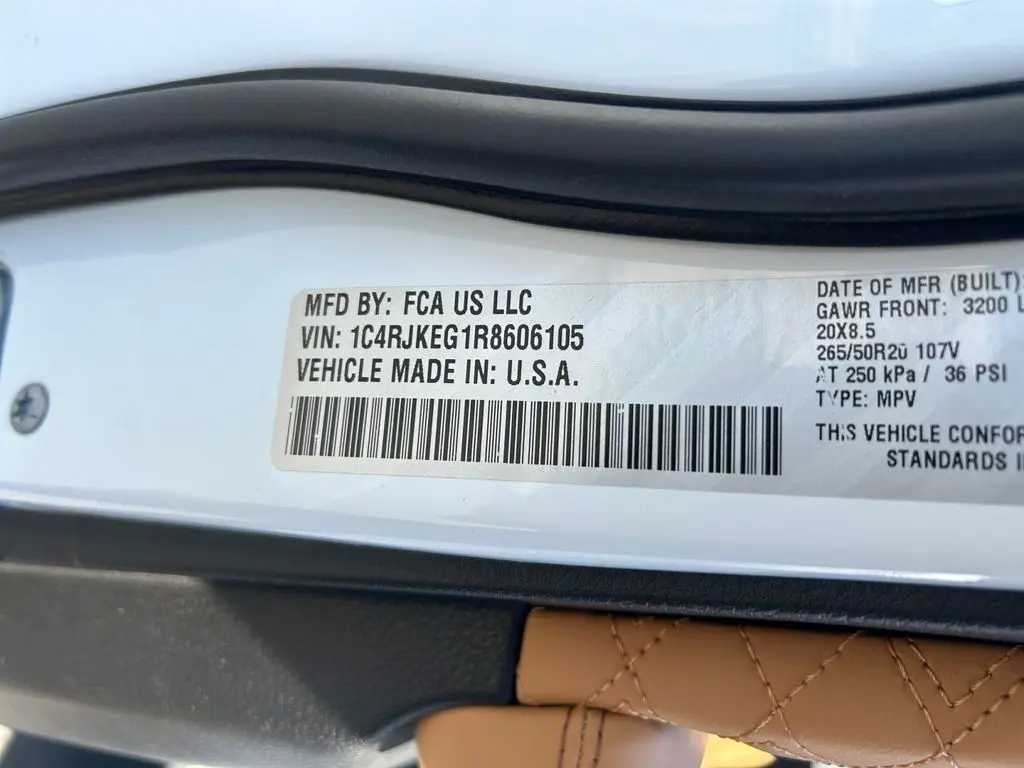 MFD BY: FCA US LLC
VIN: 1C4RJKEG1R8606105
VEHICLE MADE IN: U.S.A.
DATE OF MFR (BUILT):
GAWR FRONT: 3200 L
20X8.5
265/50R20 107V
AT 250 kPa / 36 PSI
TYPE: MPV
THIS VEHICLE CONFOR
STANDARDS I